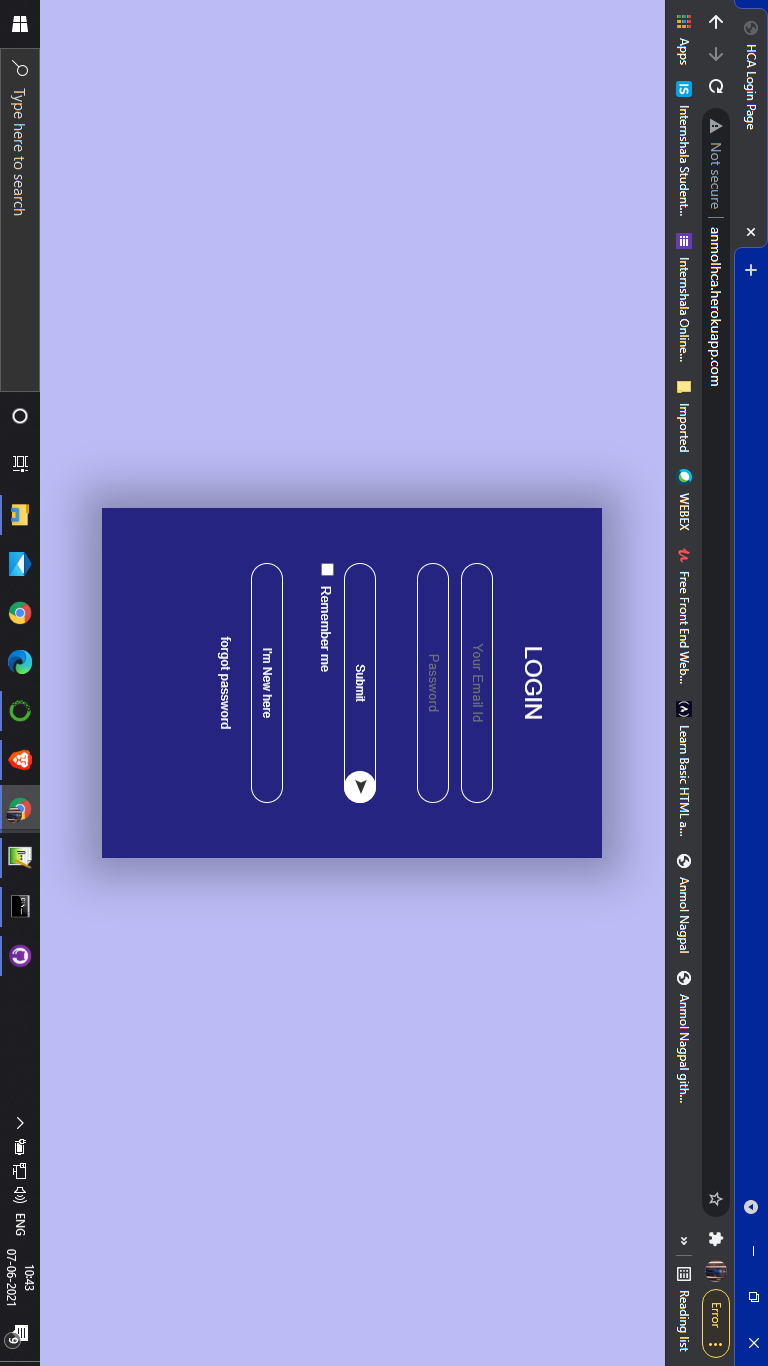 HCA Login Page
Not secure
anmolhca.herokuapp.com
Error
Apps
IS
Internshala Student...
Internshala Online...
Imported
WEBEX
Free Front End Web...
Learn Basic HTML a...
Anmol Nagpal
Anmol Nagpal gith...
»
Reading list
LOGIN
Your Email Id
Password
Submit
Remember me
I'm New here
forgot password
Type here to search
ENG
10:43
07-06-2021
9